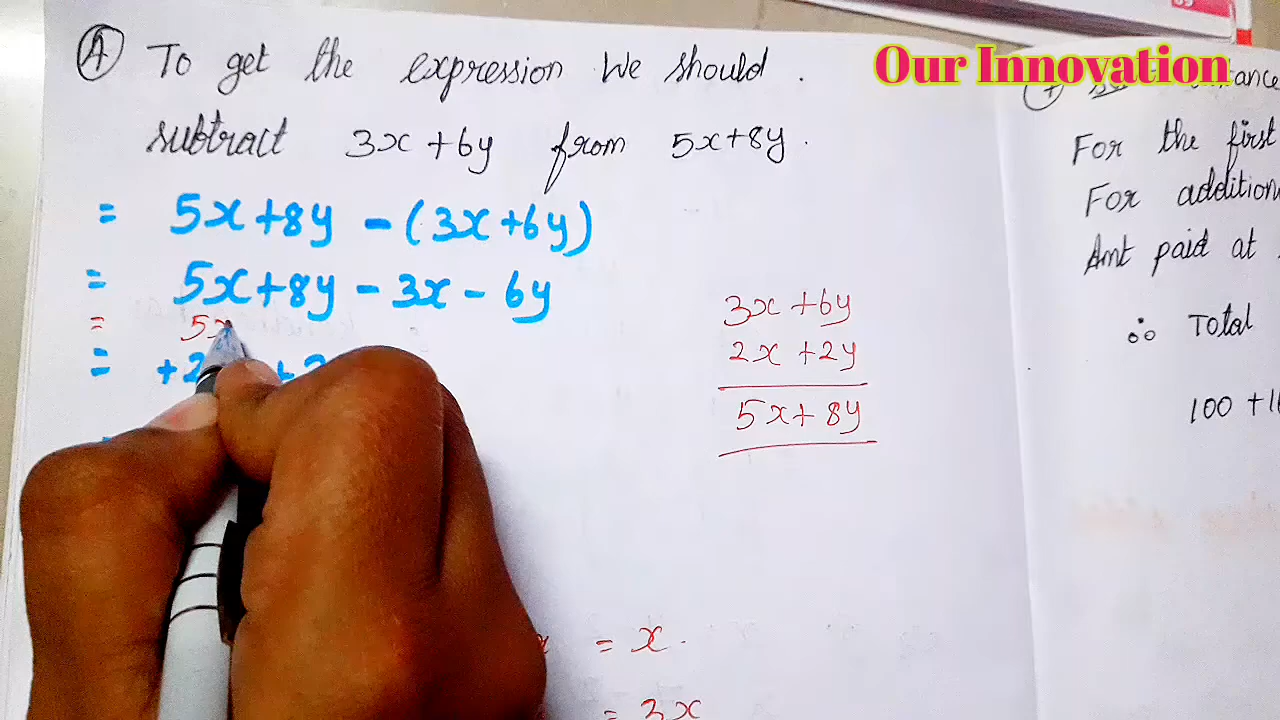 Our Innovation
4 To get the expression we should.
subtract 3x + 6y from 5x+8y.
= 5x+8y - (3x+6y)
= 5x+8y - 3x - 6y
= 5x
= +2
3x + 6y
2x + 2y
5x + 8y
= x.
= 3x
For the first
For addition
Amt paid at
∴ Total
100 +